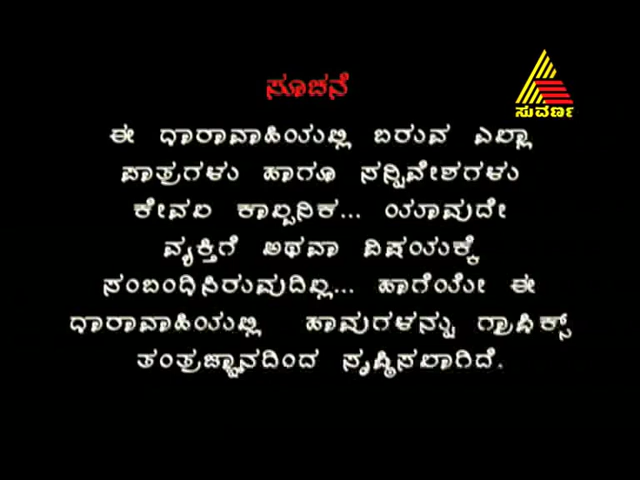 ಸೂಚನೆ
ಸುವರ್ಣ
ಈ ಧಾರಾವಾಹಿಯಲ್ಲಿ ಬರುವ ಎಲ್ಲಾ
ಪಾತ್ರಗಳು ಹಾಗೂ ಸನ್ನಿವೇಶಗಳು
ಕೇವಲ ಕಾಲ್ಪನಿಕ... ಯಾವುದೇ
ವ್ಯಕ್ತಿಗೆ ಅಥವಾ ವಿಷಯಕ್ಕೆ
ಸಂಬಂಧಿಸಿರುವುದಿಲ್ಲ... ಹಾಗೆಯೇ ಈ
ಧಾರಾವಾಹಿಯಲ್ಲಿ ಹಾವುಗಳನ್ನು ಗ್ರಾಫಿಕ್ಸ್
ತಂತ್ರಜ್ಞಾನದಿಂದ ಸೃಷ್ಠಿಸಲಾಗಿದೆ.